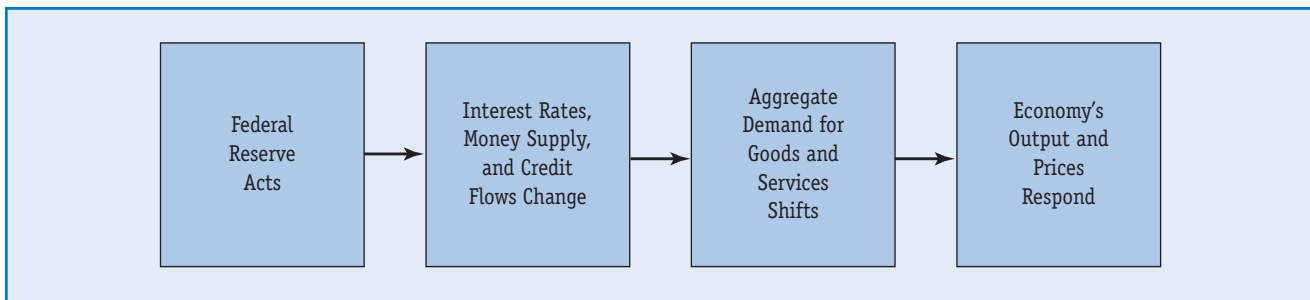 Federal
Reserve
Acts
Interest Rates,
Money Supply,
and Credit
Flows Change
Aggregate
Demand for
Goods and
Services
Shifts
Economy’s
Output and
Prices
Respond